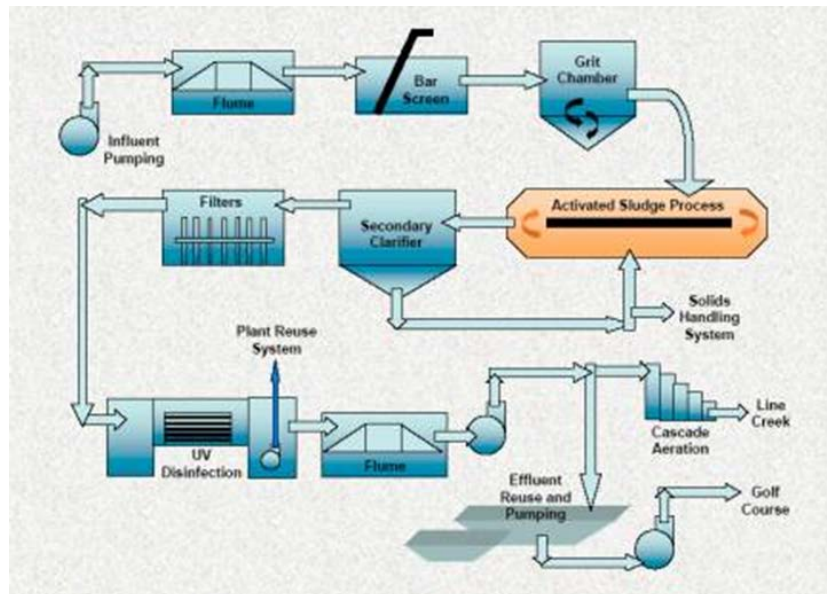 Influent
Pumping
Flume
Bar
Screen
Grit
Chamber
Activated Sludge Process
Secondary
Clarifier
Filters
Solids
Handling
System
Plant Reuse
System
UV
Disinfection
Flume
Effluent
Reuse and
Pumping
Cascade
Aeration
Line
Creek
Golf
Course